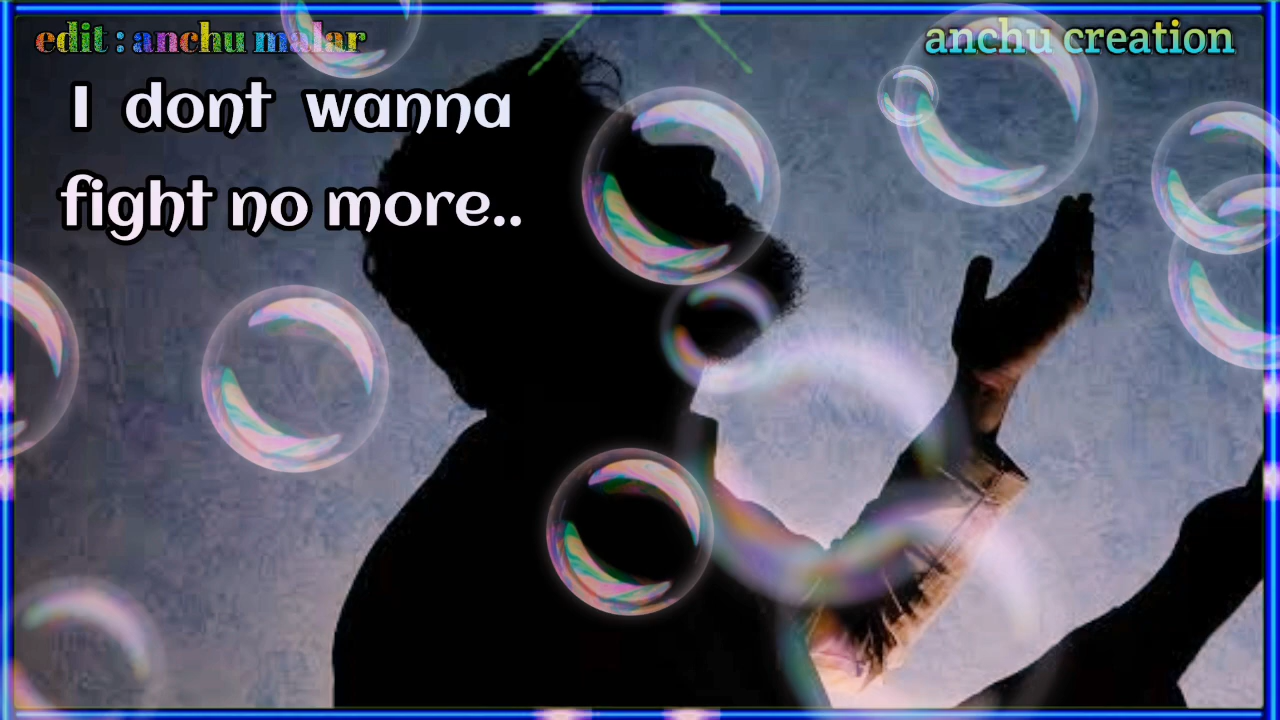 edit : anchu malar
anchu creation
I dont wanna
fight no more..